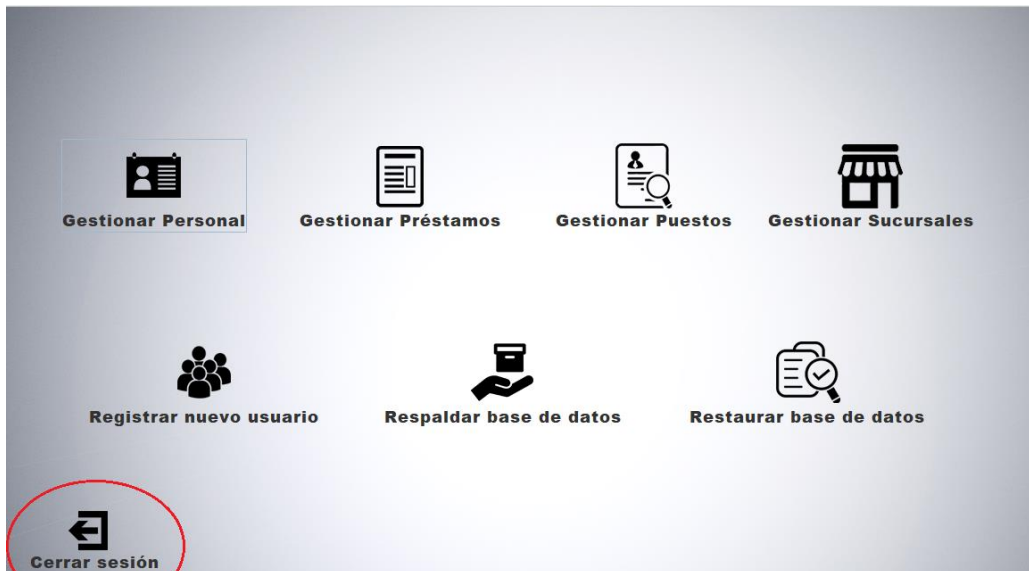 Gestionar Personal
Gestionar Préstamos
Gestionar Puestos
Gestionar Sucursales
Registrar nuevo usuario
Respaldar base de datos
Restaurar base de datos
Cerrar sesión